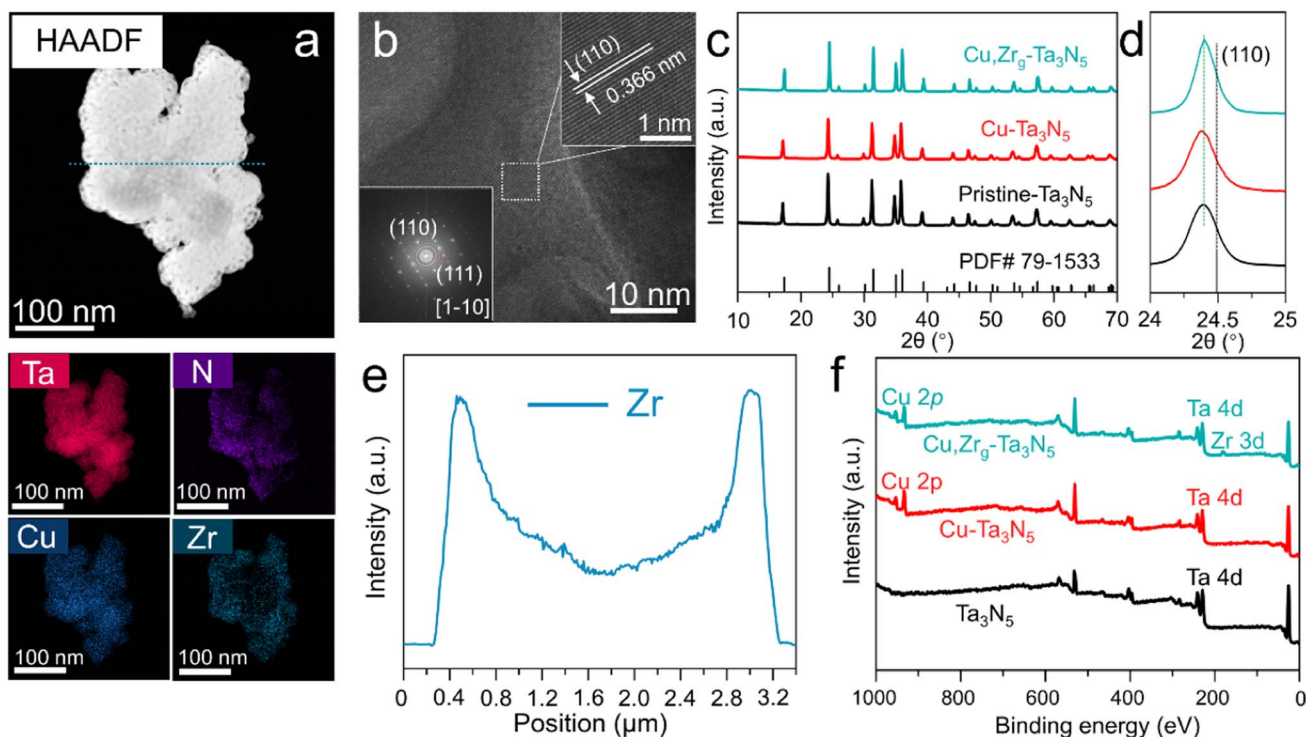 HAADF
a
100 nm
Ta
100 nm
N
100 nm
Cu
100 nm
Zr
100 nm
b
(110)
0.366 nm
1 nm
(110)
(111)
[1-10]
10 nm
c
Cu,Zrg-Ta3N5
Cu-Ta3N5
Pristine-Ta3N5
PDF# 79-1533
Intensity (a.u.)
10 20 30 40 50 60 70
2θ (°)
d
(110)
24 24.5 25
2θ (°)
e
Zr
Intensity (a.u.)
0 0.4 0.8 1.2 1.6 2.0 2.4 2.8 3.2
Position (μm)
f
Cu 2p
Ta 4d
Zr 3d
Cu,Zrg-Ta3N5
Cu 2p
Ta 4d
Cu-Ta3N5
Ta 4d
Ta3N5
Intensity (a.u.)
1000 800 600 400 200 0
Binding energy (eV)